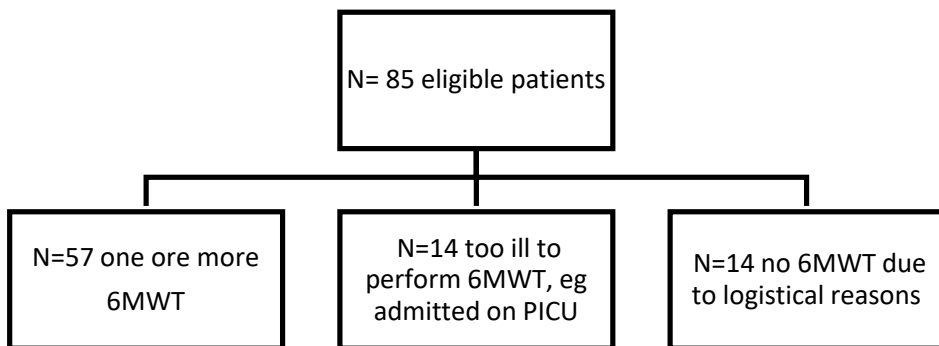 N= 85 eligible patients
N=57 one ore more
6MWT
N=14 too ill to
perform 6MWT, eg
admitted on PICU
N=14 no 6MWT due
to logistical reasons